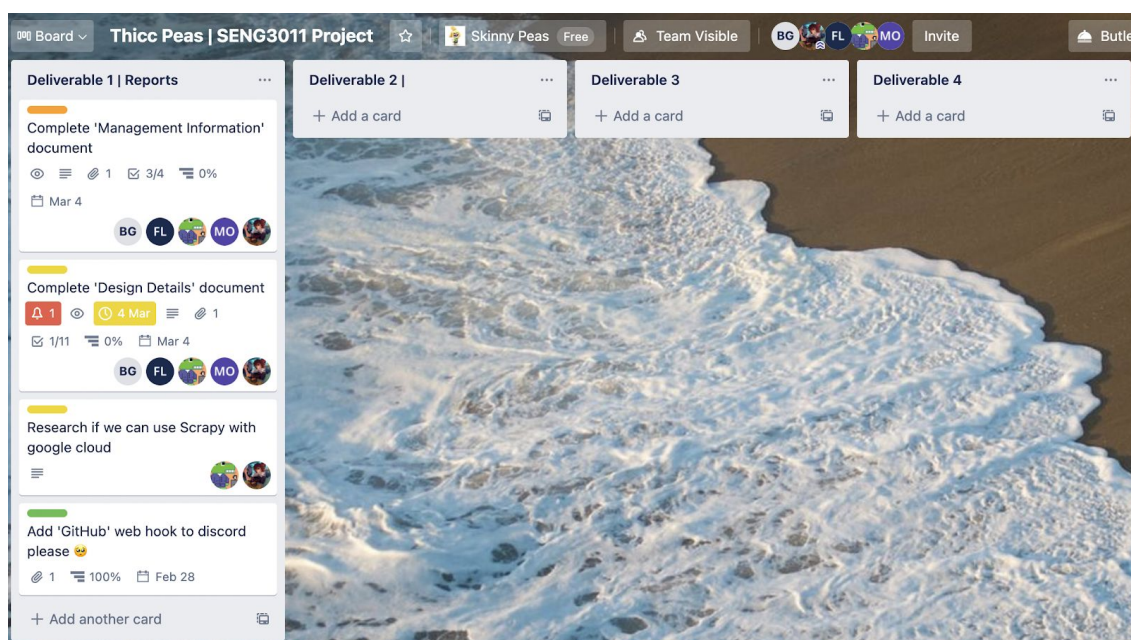 Board
Thicc Peas | SENG3011 Project
Skinny Peas Free
Team Visible
BG FL MO
Invite
Butle
Deliverable 1 | Reports
Complete 'Management Information'
document
1 3/4 0%
Mar 4
BG FL MO
Complete 'Design Details' document
1 4 Mar 1
1/11 0% Mar 4
BG FL MO
Research if we can use Scrapy with
google cloud
Add 'GitHub' web hook to discord
please 🥺
1 100% Feb 28
+ Add another card
Deliverable 2 |
+ Add a card
Deliverable 3
+ Add a card
Deliverable 4
+ Add a card